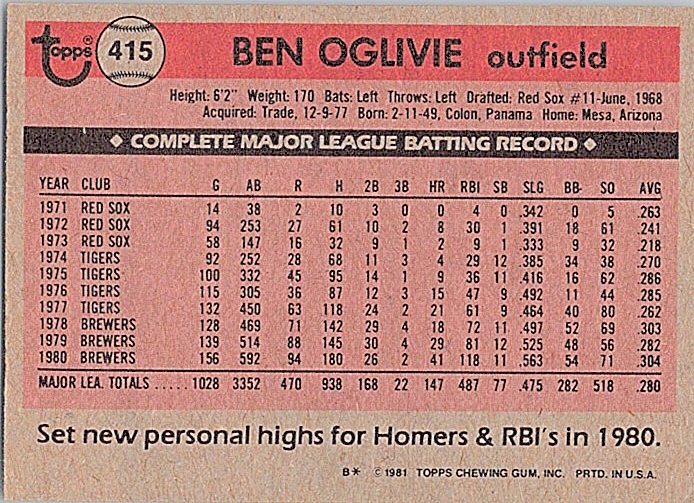 topps® 415 BEN OGLIVIE outfield
Height: 6'2" Weight: 170 Bats: Left Throws: Left Drafted: Red Sox #11-June, 1968
Acquired: Trade, 12-9-77 Born: 2-11-49, Colon, Panama Home: Mesa, Arizona
◆ COMPLETE MAJOR LEAGUE BATTING RECORD ◆
YEAR CLUB G AB R H 2B 3B HR RBI SB SLG BB SO AVG
1971 RED SOX 14 38 2 10 3 0 0 4 0 .342 0 5 .263
1972 RED SOX 94 253 27 61 10 2 8 30 1 .391 18 61 .241
1973 RED SOX 58 147 16 32 9 1 2 9 1 .333 9 32 .218
1974 TIGERS 92 252 28 68 11 3 4 29 12 .385 34 38 .270
1975 TIGERS 100 332 45 95 14 1 9 36 11 .416 16 62 .286
1976 TIGERS 115 305 36 87 12 3 15 47 9 .492 11 44 .285
1977 TIGERS 132 450 63 118 24 2 21 61 9 .464 40 80 .262
1978 BREWERS 128 469 71 142 29 4 18 72 11 .497 52 69 .303
1979 BREWERS 139 514 88 145 30 4 29 81 12 .525 48 56 .282
1980 BREWERS 156 592 94 180 26 2 41 118 11 .563 54 71 .304
MAJOR LEA. TOTALS ..... 1028 3352 470 938 168 22 147 487 77 .475 282 518 .280
Set new personal highs for Homers & RBI's in 1980.
B* © 1981 TOPPS CHEWING GUM, INC. PRTD. IN U.S.A.